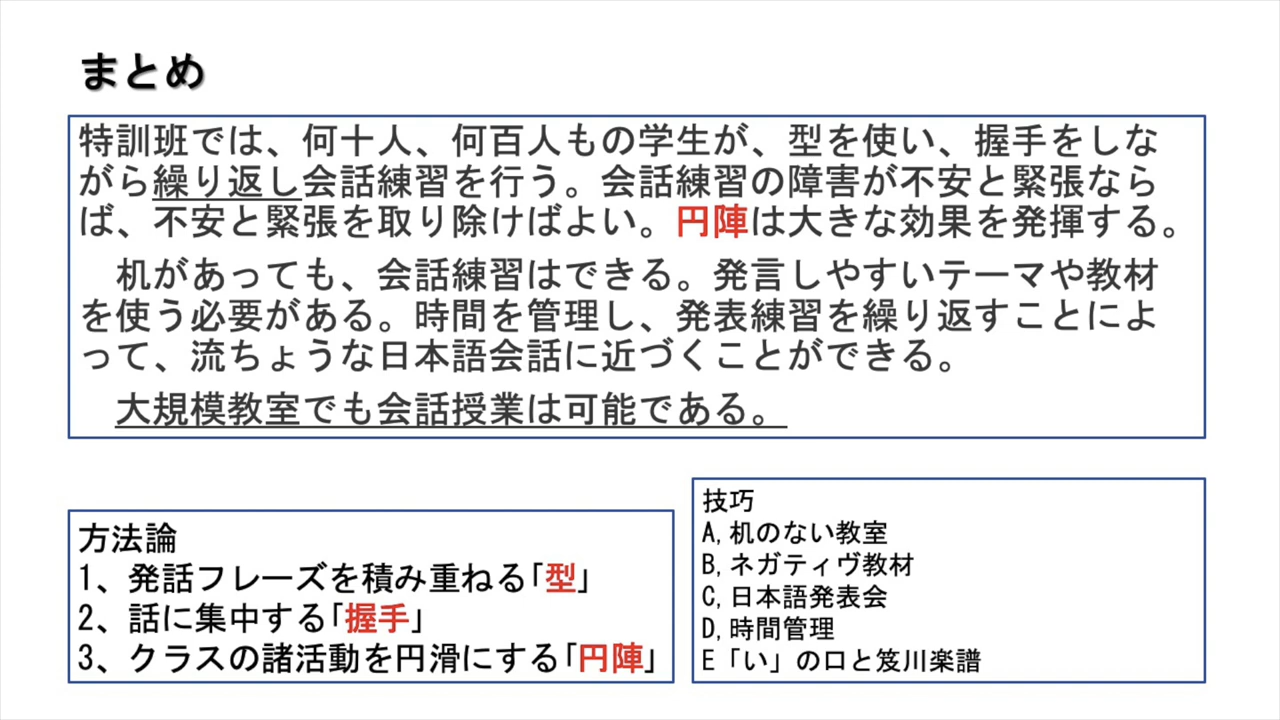 まとめ
特訓班では、何十人、何百人もの学生が、型を使い、握手をしな
がら繰り返し会話練習を行う。会話練習の障害が不安と緊張なら
ば、不安と緊張を取り除けばよい。円陣は大きな効果を発揮する。
机があっても、会話練習はできる。発言しやすいテーマや教材
を使う必要がある。時間を管理し、発表練習を繰り返すことによ
って、流ちょうな日本語会話に近づくことができる。
大規模教室でも会話授業は可能である。
方法論
1、発話フレーズを積み重ねる「型」
2、話に集中する「握手」
3、クラスの諸活動を円滑にする「円陣」
技巧
A,机のない教室
B,ネガティヴ教材
C,日本語発表会
D,時間管理
E「い」の口と笈川楽譜